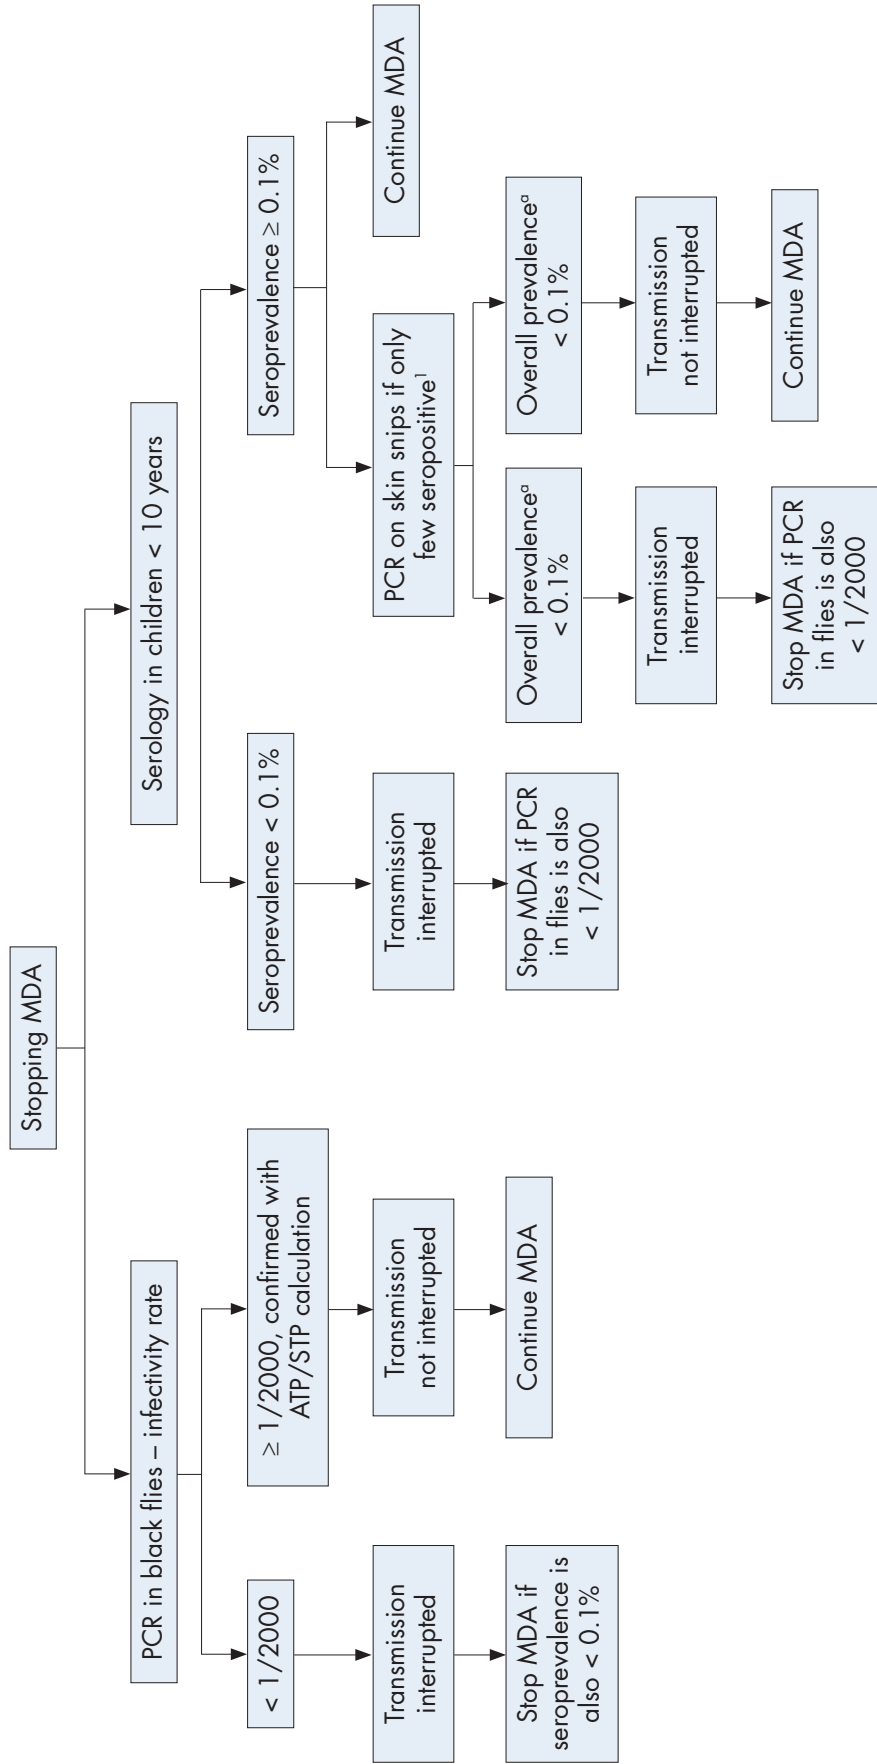 Stopping MDA
PCR in black flies – infectivity rate
< 1/2000
Transmission
interrupted
Stop MDA if
seroprevalence is
also < 0.1%
≥ 1/2000, confirmed with
ATP/STP calculation
Transmission
not interrupted
Continue MDA
Serology in children < 10 years
Seroprevalence < 0.1%
Transmission
interrupted
Stop MDA if PCR
in flies is also
< 1/2000
Seroprevalence ≥ 0.1%
PCR on skin snips if only
few seropositive¹
Overall prevalenceᵃ
< 0.1%
Transmission
interrupted
Stop MDA if PCR
in flies is also
< 1/2000
Overall prevalenceᵃ
< 0.1%
Transmission
not interrupted
Continue MDA
Continue MDA